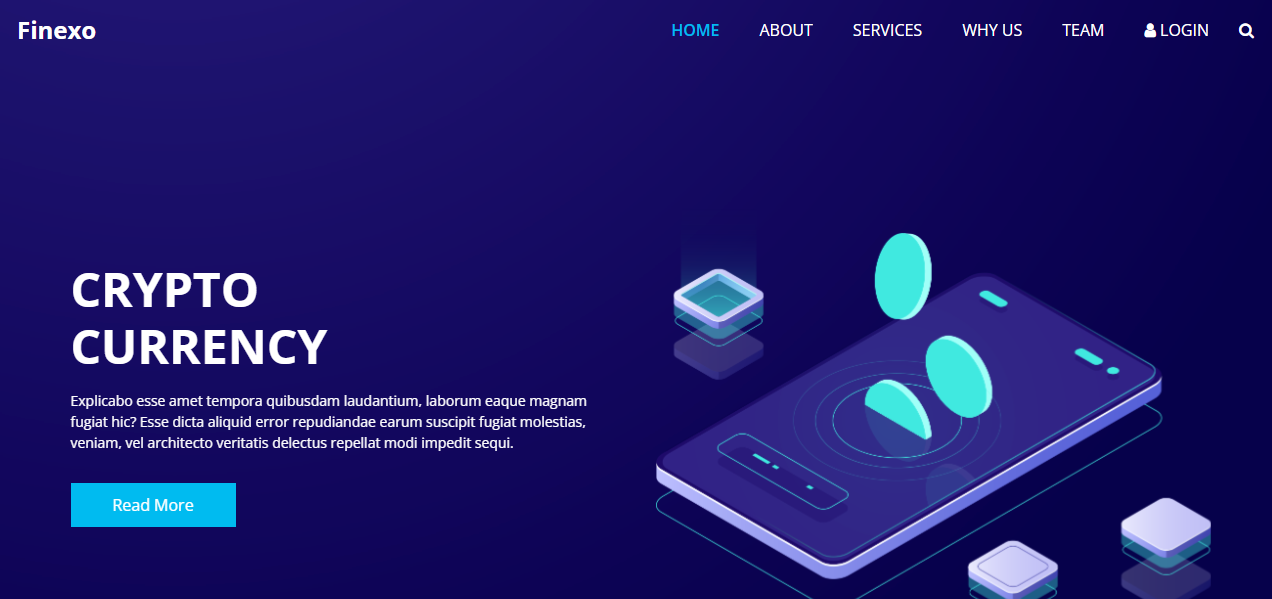 Finexo
HOME ABOUT SERVICES WHY US TEAM LOGIN
CRYPTO
CURRENCY
Explicabo esse amet tempora quibusdam laudantium, laborum eaque magnam
fugiat hic? Esse dicta aliquid error repudiandae earum suscipit fugiat molestias,
veniam, vel architecto veritatis delectus repellat modi impedit sequi.
Read More